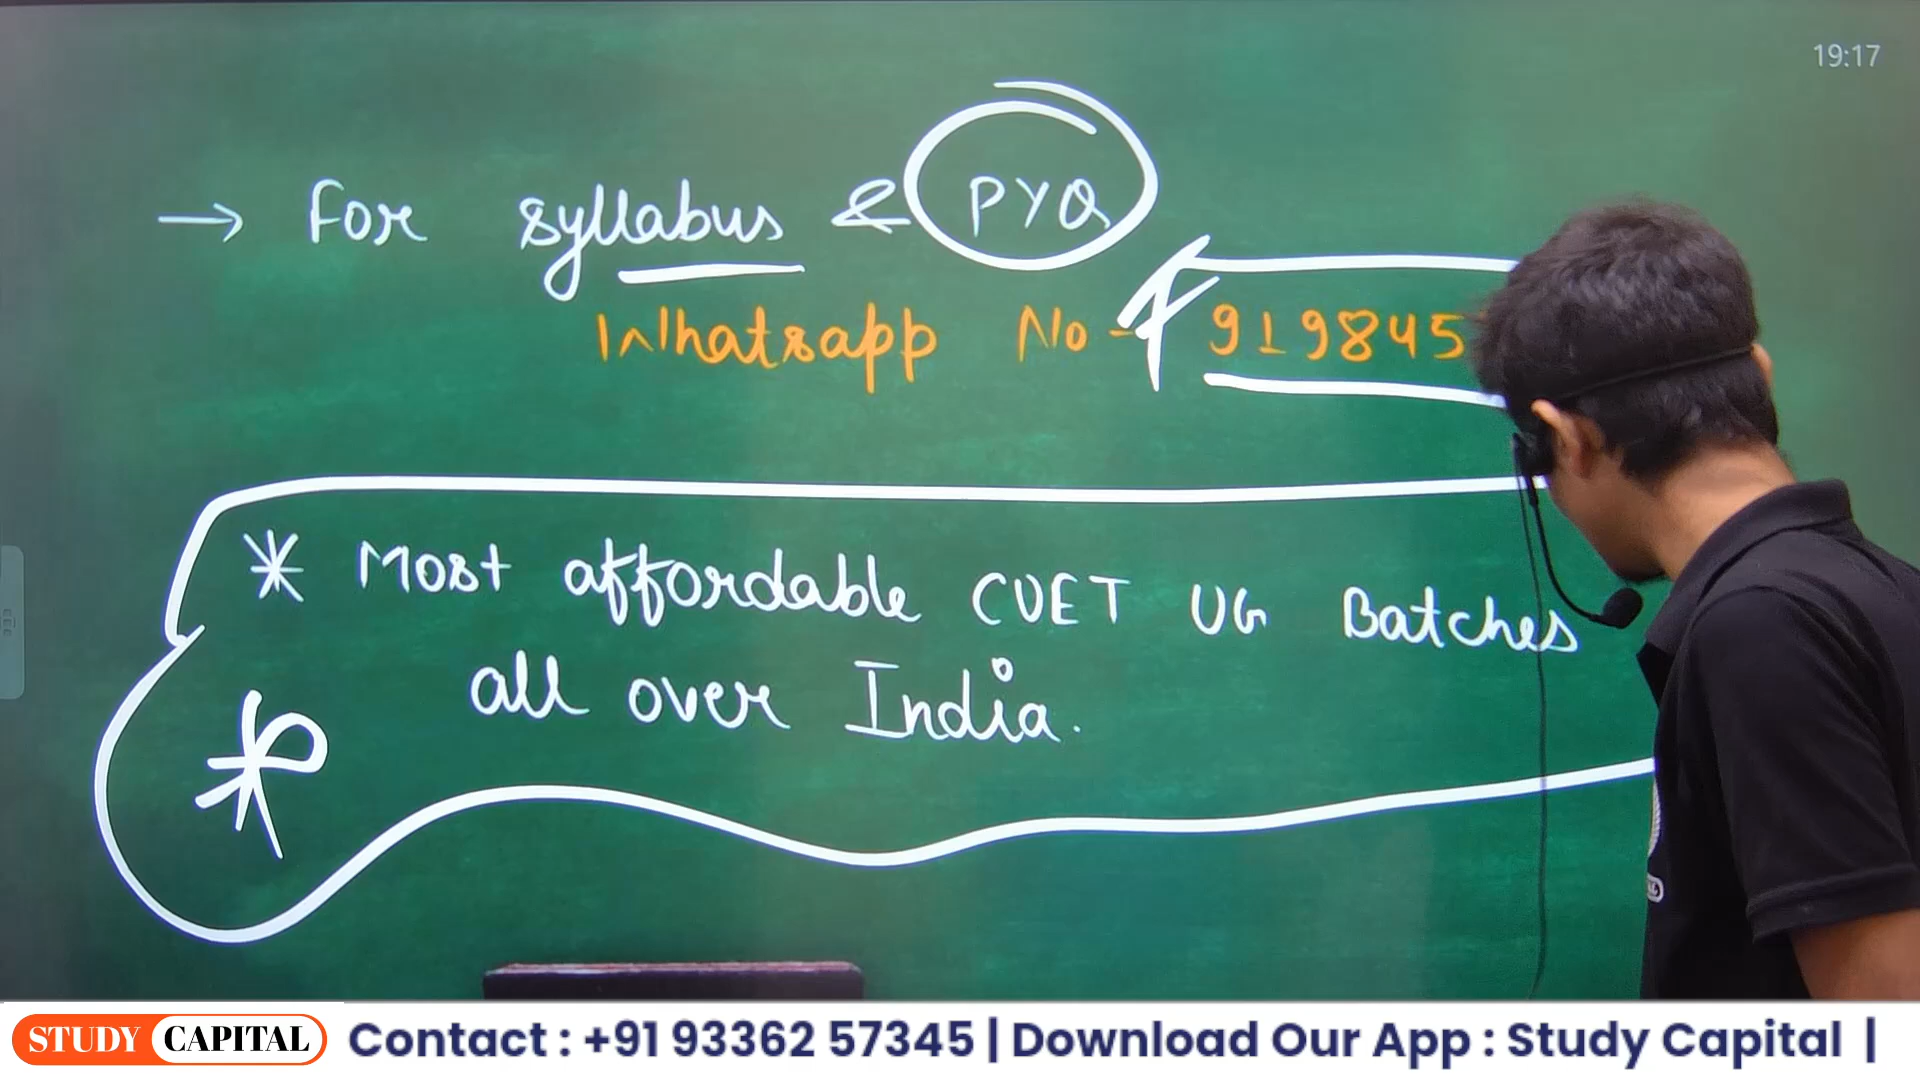 19:17
→ For syllabus & PYQ
Whatsapp No - 919845
* Most affordable CUET UG Batches
all over India.
*
STUDY CAPITAL Contact : +91 93362 57345 | Download Our App : Study Capital |